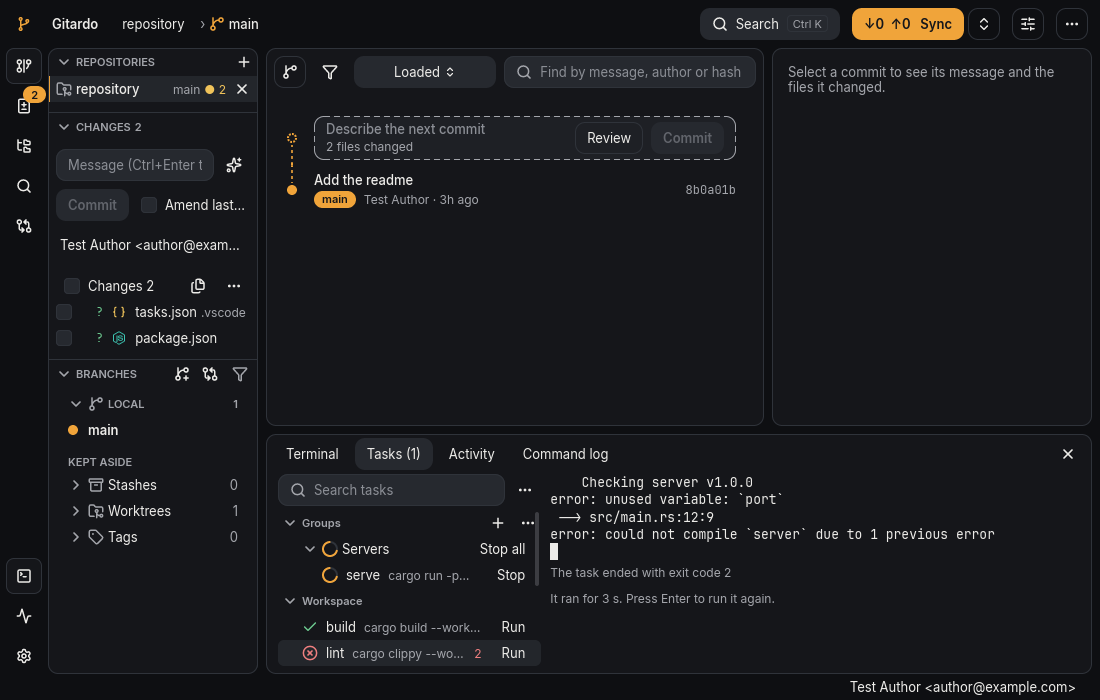 Gitardo
repository
main
Search Ctrl K
↓0 ↑0 Sync
REPOSITORIES
repository main 2
2
CHANGES 2
Message (Ctrl+Enter t
Commit
Amend last...
Test Author <author@exam...
Changes 2
? {} tasks.json .vscode
? package.json
BRANCHES
LOCAL 1
main
KEPT ASIDE
Stashes 0
Worktrees 1
Tags 0
Loaded
Find by message, author or hash
Describe the next commit
2 files changed
Review
Commit
Add the readme
main Test Author · 3h ago
8b0a01b
Select a commit to see its message and the
files it changed.
Terminal
Tasks (1)
Activity
Command log
Search tasks
Groups
Servers Stop all
serve cargo run -p... Stop
Workspace
build cargo build --work... Run
lint cargo clippy --wo... 2 Run
Checking server v1.0.0
error: unused variable: `port`
--> src/main.rs:12:9
error: could not compile `server` due to 1 previous error
The task ended with exit code 2
It ran for 3 s. Press Enter to run it again.
Test Author <author@example.com>